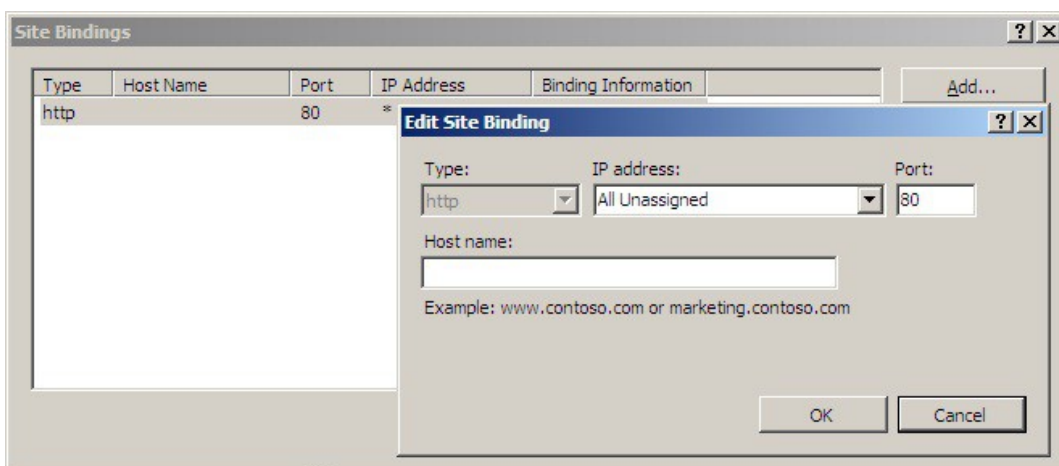 Site Bindings
Type Host Name Port IP Address Binding Information
Add...
http 80 *
Edit Site Binding
Type: IP address: Port:
http All Unassigned 80
Host name:
Example: www.contoso.com or marketing.contoso.com
OK Cancel